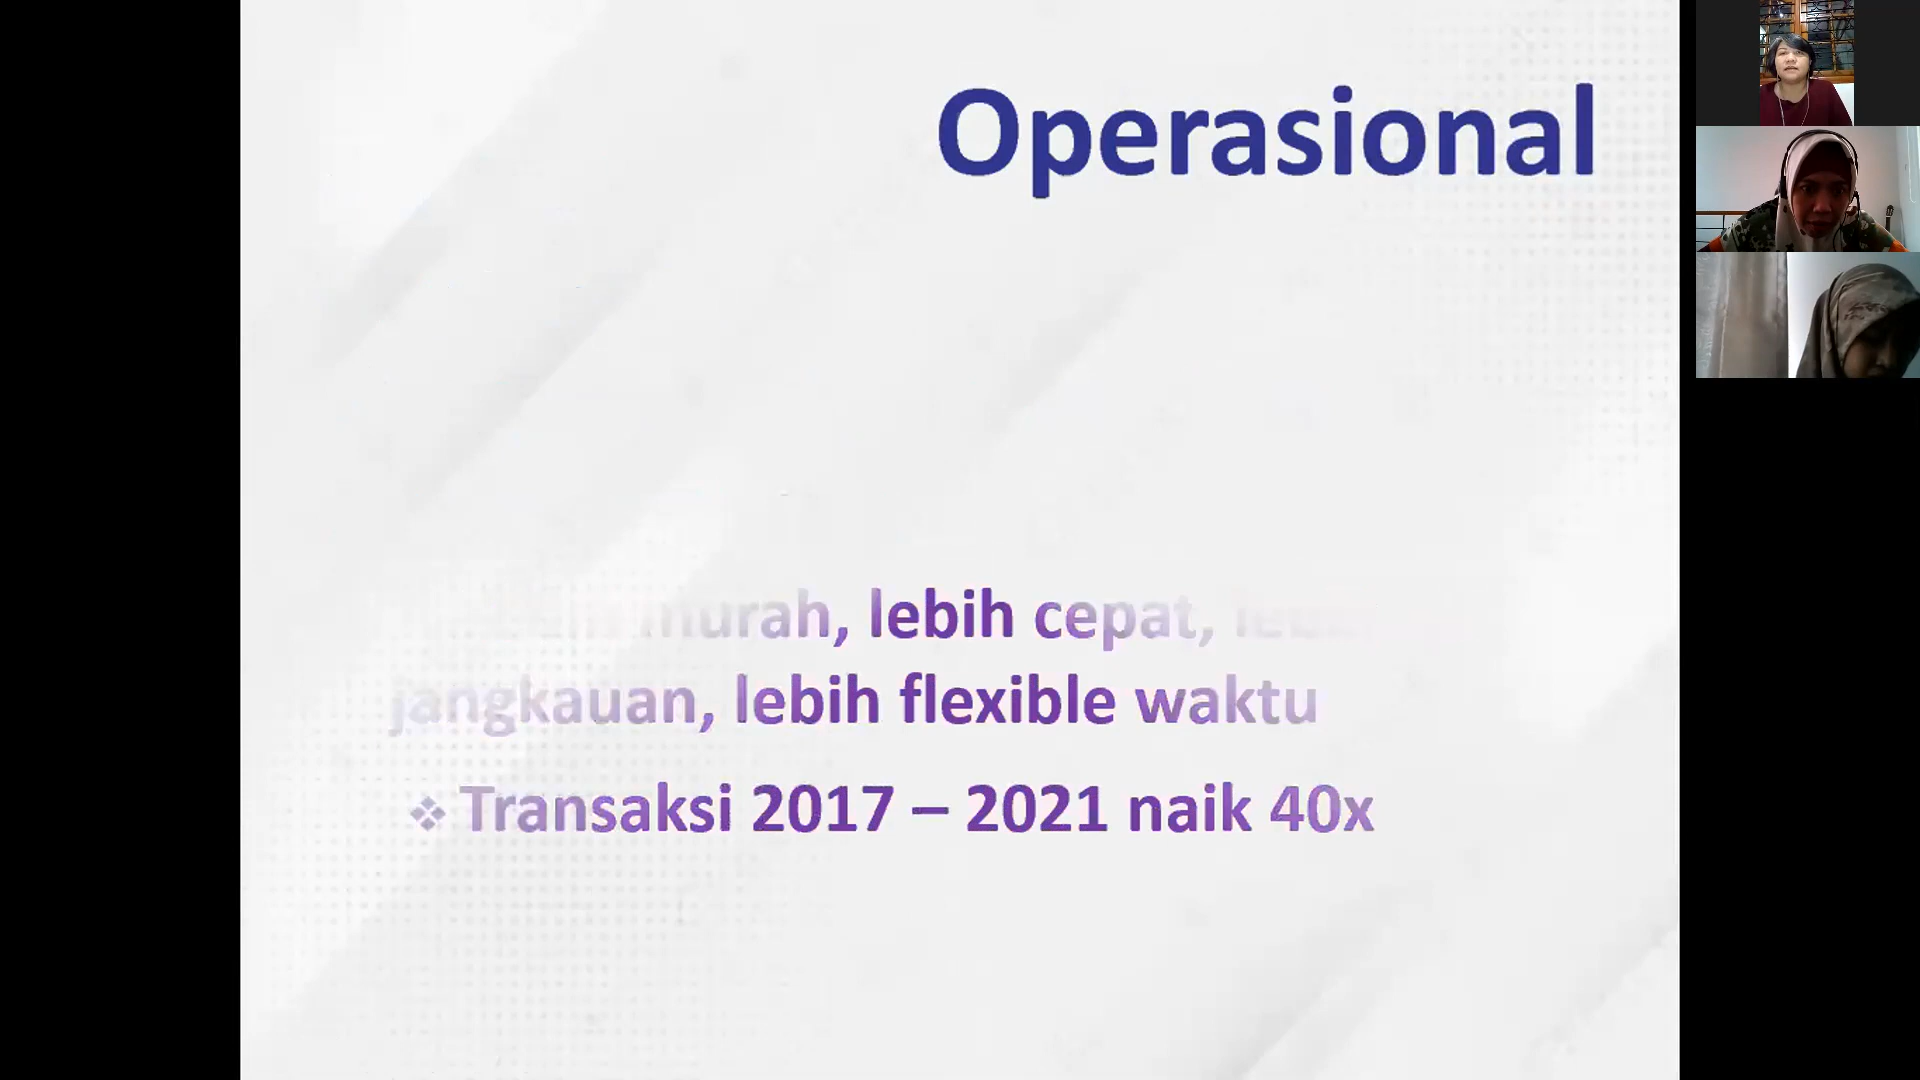 Operasional
murah, lebih cepat,
jangkauan, lebih flexible waktu
❖ Transaksi 2017 – 2021 naik 40x